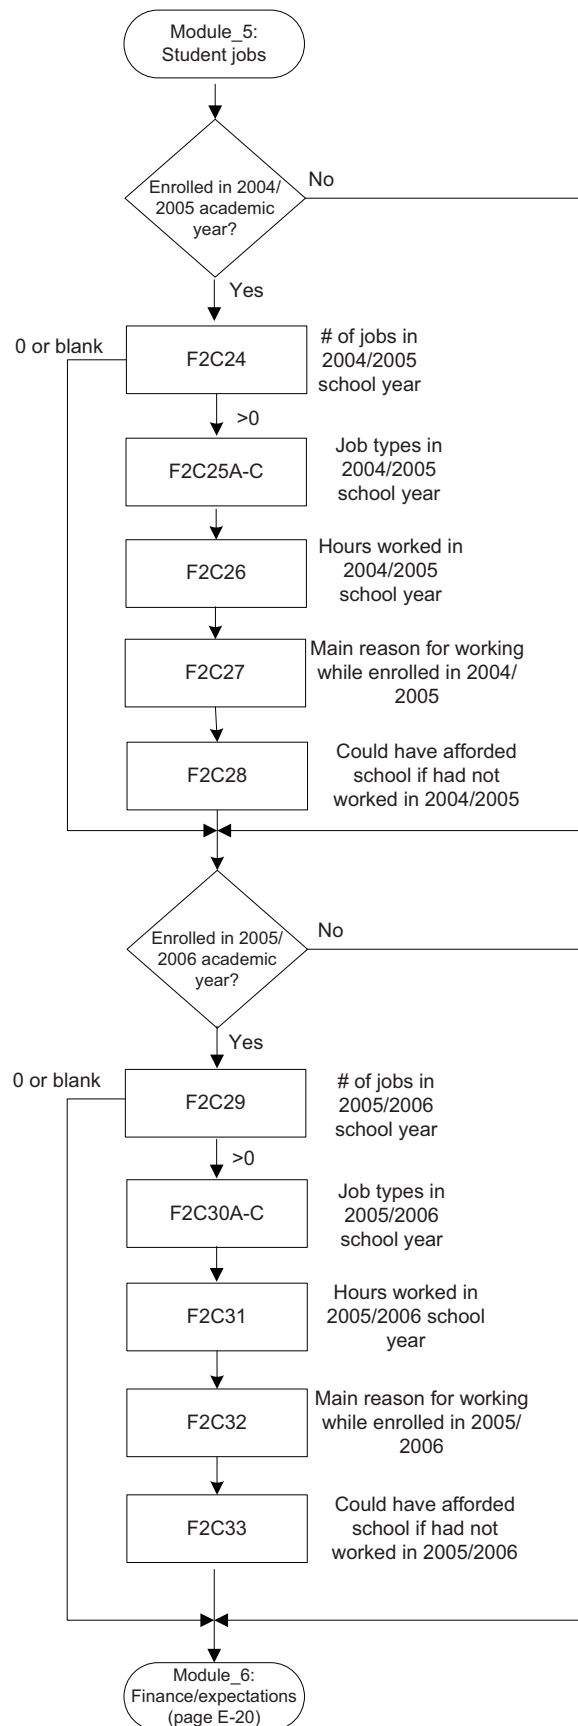 Module_5:
Student jobs
Enrolled in 2004/
2005 academic
year?
No
Yes
0 or blank
F2C24
# of jobs in
2004/2005
school year
>0
F2C25A-C
Job types in
2004/2005
school year
F2C26
Hours worked in
2004/2005
school year
F2C27
Main reason for working
while enrolled in 2004/
2005
F2C28
Could have afforded
school if had not
worked in 2004/2005
Enrolled in 2005/
2006 academic
year?
No
Yes
0 or blank
F2C29
# of jobs in
2005/2006
school year
>0
F2C30A-C
Job types in
2005/2006
school year
F2C31
Hours worked in
2005/2006 school
year
F2C32
Main reason for working
while enrolled in 2005/
2006
F2C33
Could have afforded
school if had not
worked in 2005/2006
Module_6:
Finance/expectations
(page E-20)